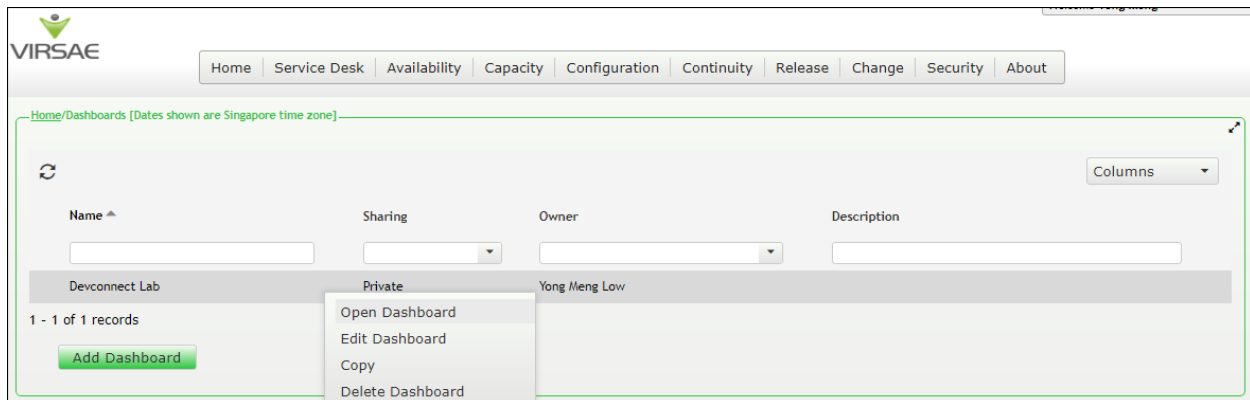 VIRSAE
Home Service Desk Availability Capacity Configuration Continuity Release Change Security About
Home/Dashboards [Dates shown are Singapore time zone]
Columns
Name Sharing Owner Description
Devconnect Lab Private Yong Meng Low
1 - 1 of 1 records
Add Dashboard
Open Dashboard
Edit Dashboard
Copy
Delete Dashboard